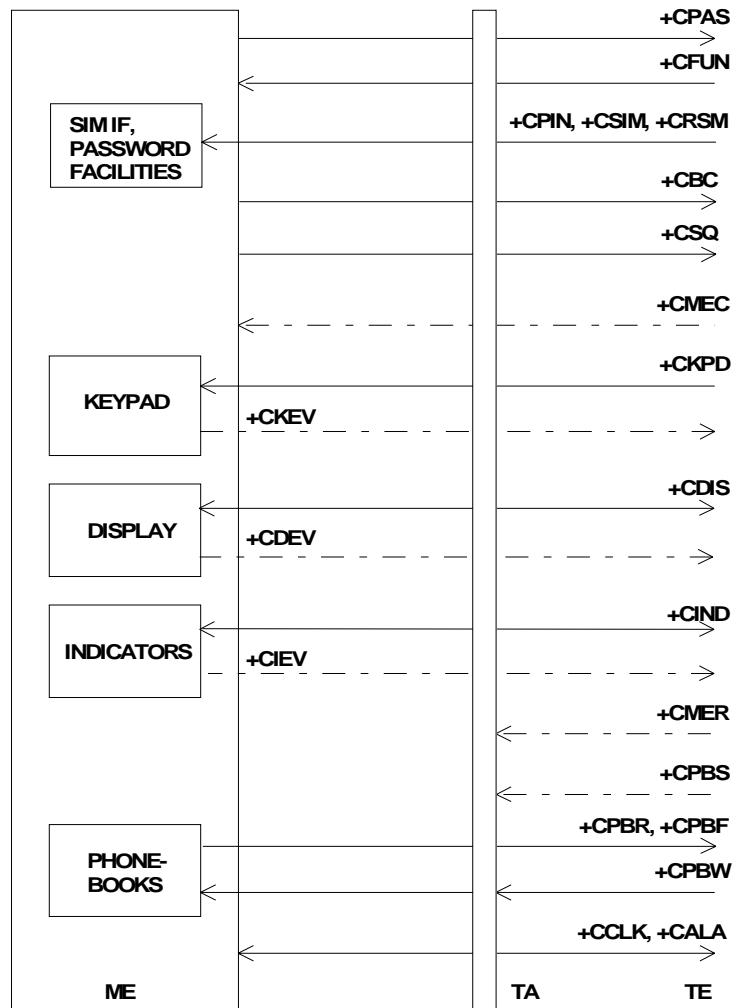 +CPAS
+CFUN
SIM IF,
PASSWORD
FACILITIES
+CPIN, +CSIM, +CRSM
+CBC
+CSQ
+CMEC
KEYPAD
+CKPD
+CKEV
DISPLAY
+CDIS
+CDEV
INDICATORS
+CIND
+CIEV
+CMER
+CPBS
PHONE-
BOOKS
+CPBR, +CPBF
+CPBW
+CCLK, +CALA
ME TA TE